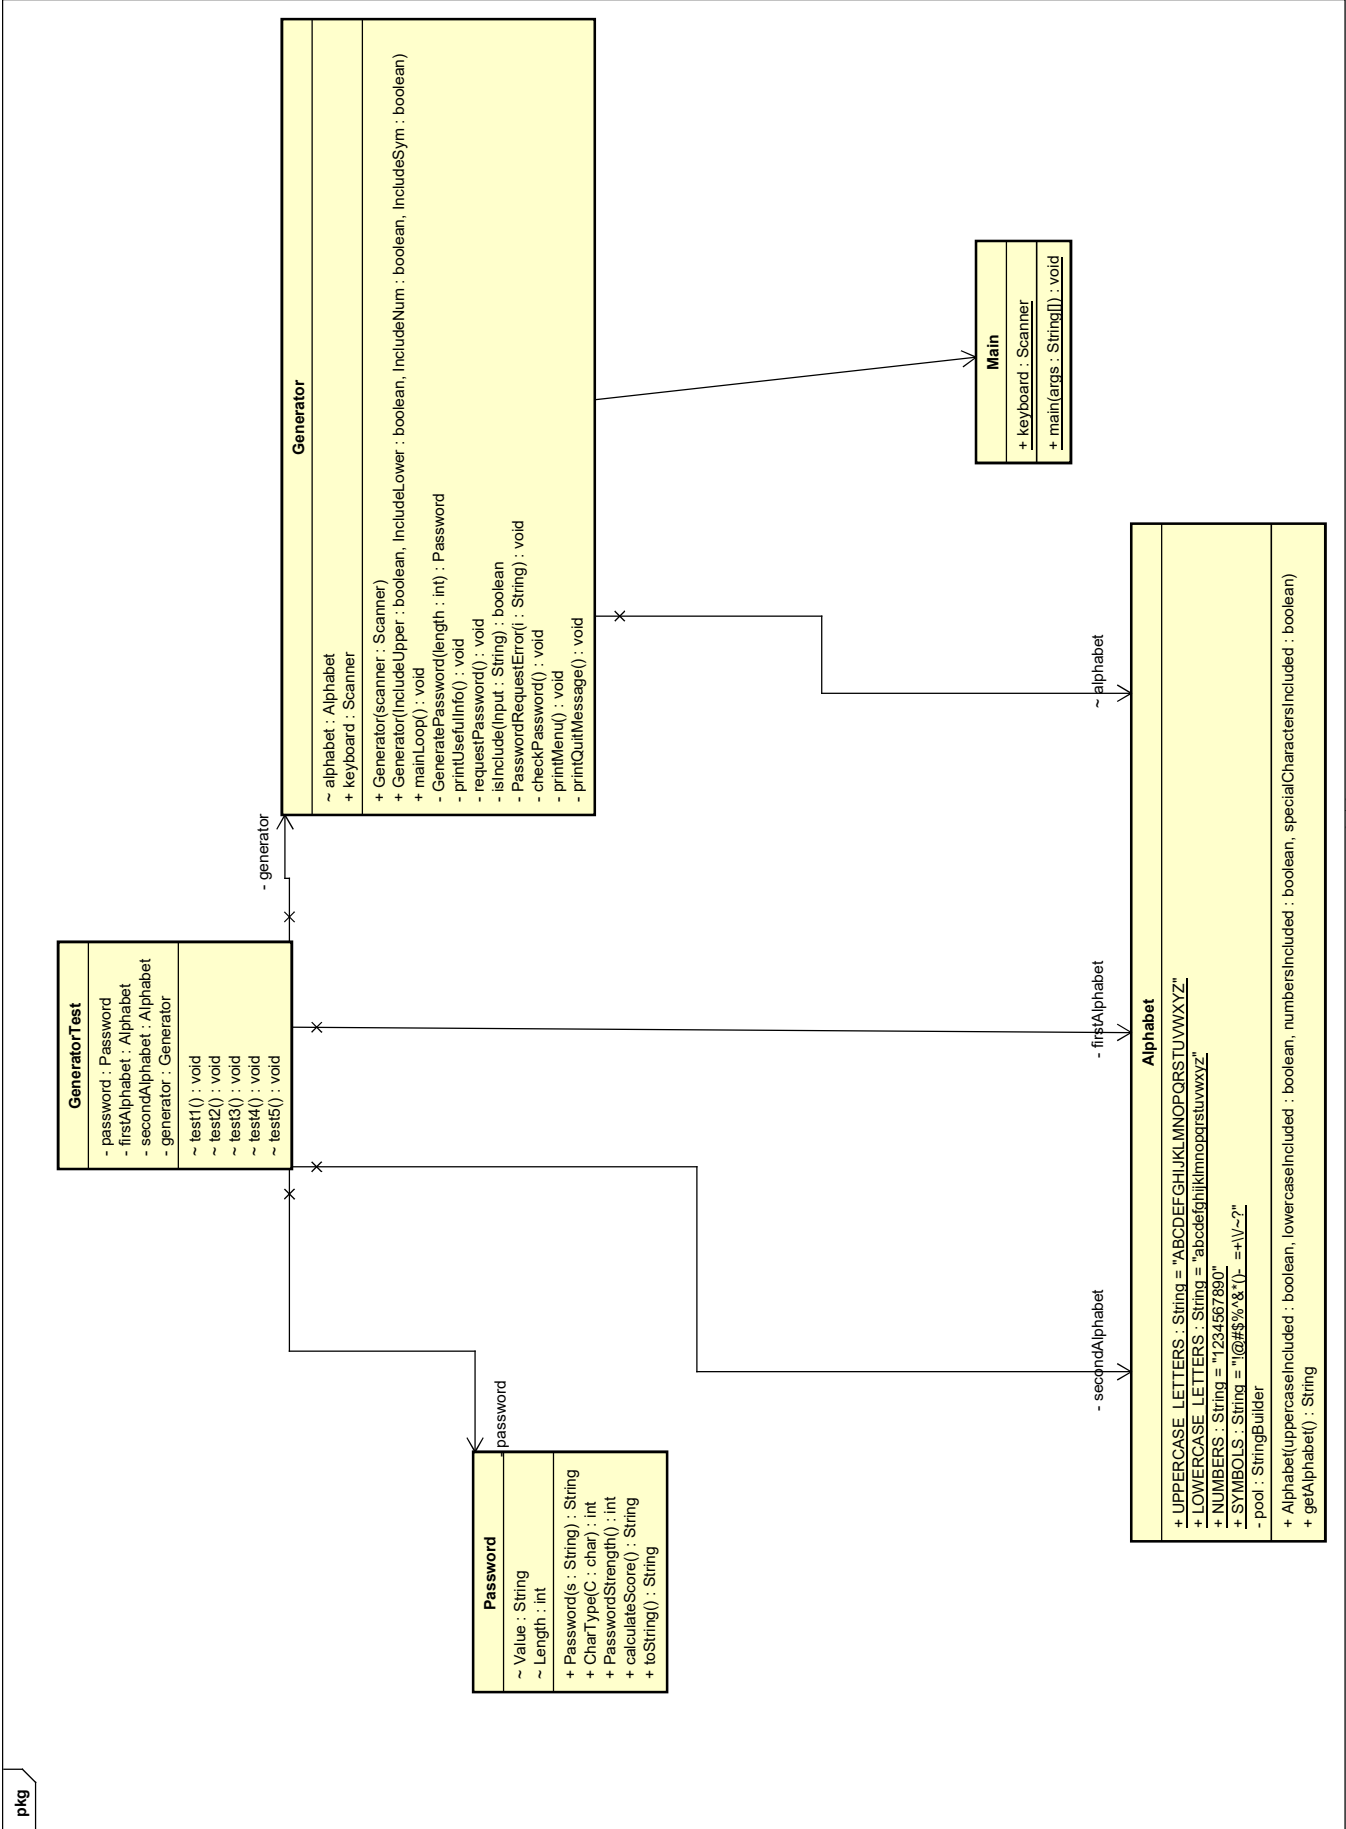 pkg
GeneratorTest
- password : Password
- firstAlphabet : Alphabet
- secondAlphabet : Alphabet
- generator : Generator
~ test1() : void
~ test2() : void
~ test3() : void
~ test4() : void
~ test5() : void
- generator
Generator
~ alphabet : Alphabet
+ keyboard : Scanner
+ Generator(scanner : Scanner)
+ Generator(IncludeUpper : boolean, IncludeLower : boolean, IncludeNum : boolean, IncludeSym : boolean)
+ mainLoop() : void
- GeneratePassword(length : int) : Password
- printUsefulInfo() : void
- requestPassword() : void
- isInclude(Input : String) : boolean
- PasswordRequestError(i : String) : void
- checkPassword() : void
- printMenu() : void
- printQuitMessage() : void
- password
Password
~ Value : String
~ Length : int
+ Password(s : String) : String
+ CharType(C : char) : int
+ PasswordStrength() : int
+ calculateScore() : String
+ toString() : String
Main
+ keyboard : Scanner
+ main(args : String[]) : void
- secondAlphabet
- firstAlphabet
~ alphabet
Alphabet
+ UPPERCASE_LETTERS : String = "ABCDEFGHIJKLMNOPQRSTUVWXYZ"
+ LOWERCASE_LETTERS : String = "abcdefghijklmnopqrstuvwxyz"
+ NUMBERS : String = "1234567890"
+ SYMBOLS : String = "!@#$%^&*()-_=+\\/~?"
- pool : StringBuilder
+ Alphabet(uppercaseIncluded : boolean, lowercaseIncluded : boolean, numbersIncluded : boolean, specialCharactersIncluded : boolean)
+ getAlphabet() : String